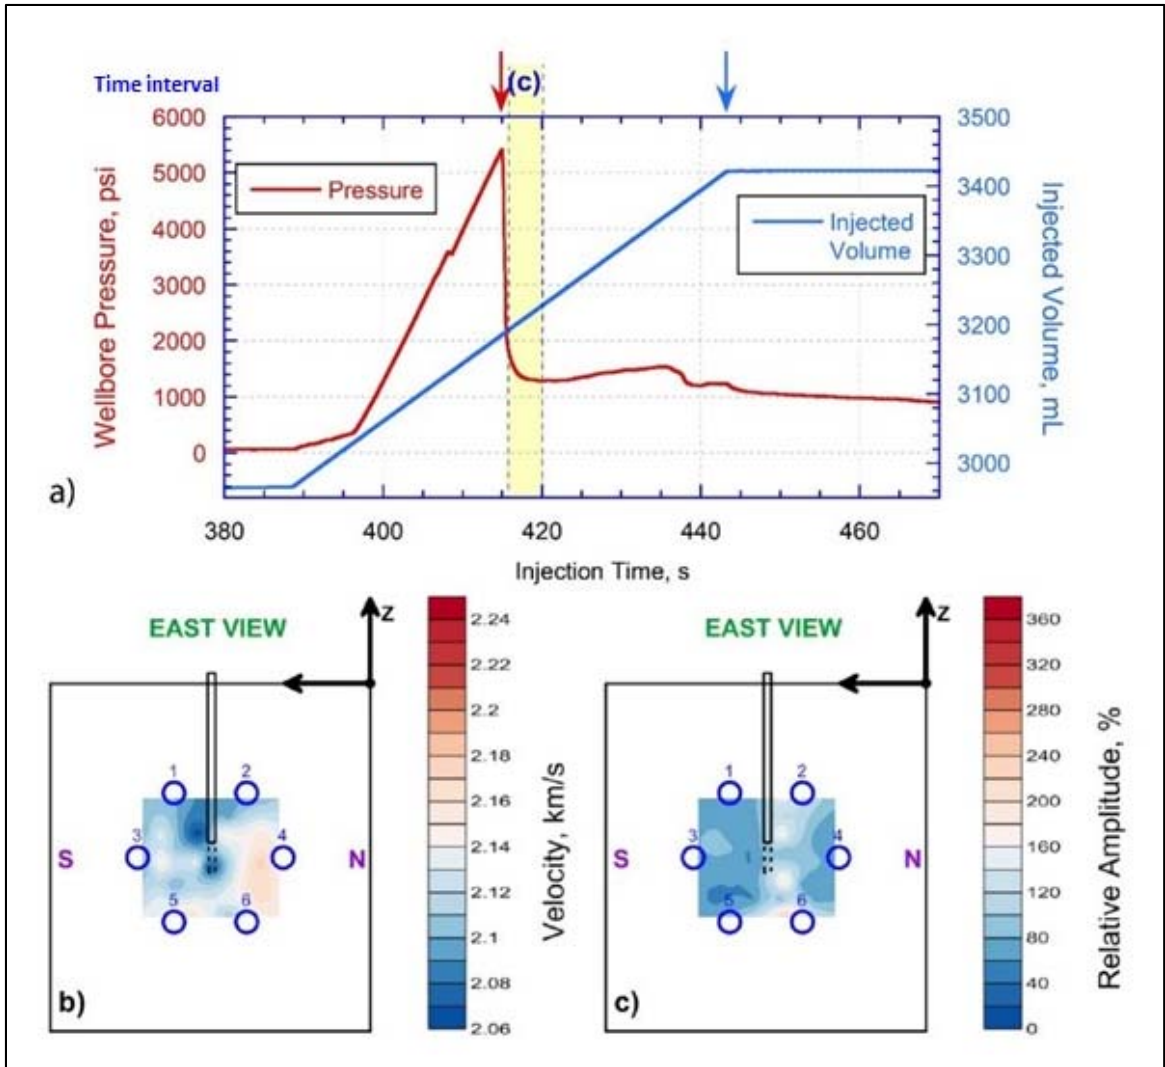 Time interval
(c)
6000
5000
4000
3000
2000
1000
0
Wellbore Pressure, psi
Pressure
Injected
Volume
3500
3400
3300
3200
3100
3000
Injected Volume, mL
a)
380
400
420
440
460
Injection Time, s
EAST VIEW
Z
1
2
3
4
5
6
S
N
b)
2.24
2.22
2.2
2.18
2.16
2.14
2.12
2.1
2.08
2.06
Velocity, km/s
EAST VIEW
Z
1
2
3
4
5
6
S
N
c)
360
320
280
240
200
160
120
80
40
0
Relative Amplitude, %